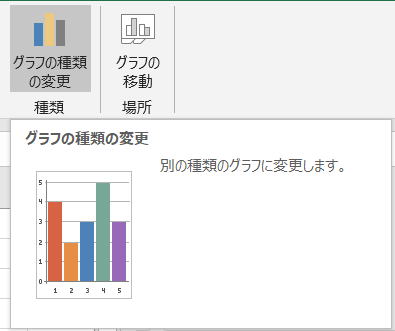 グラフの種類
の変更
グラフの
移動
種類
場所
グラフの種類の変更
別の種類のグラフに変更します。
5
4
3
2
1
0
1 2 3 4 5